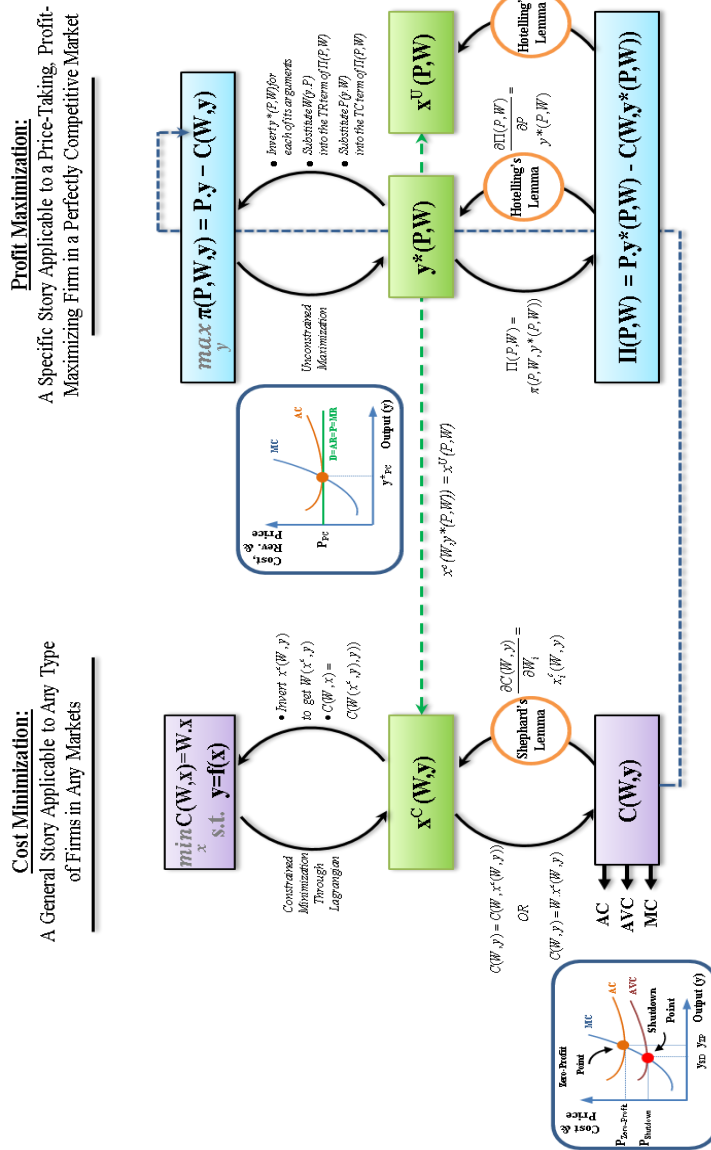 Cost Minimization:
A General Story Applicable to Any Type
of Firms in Any Markets
min C(W,x)=W.x
x
s.t. y=f(x)
Constrained
Minimization
Through
Lagrangian
• Invert x^c(W,y)
to get W(x^c,y)
• C(W,x) =
C(W(x^c,y),y))
x^C(W,y)
C(W,y) = C(W,x^c(W,y))
OR
C(W,y) = W.x^c(W,y)
Shephard's
Lemma
∂C(W,y)/∂W_i =
x_i^c(W,y)
C(W,y)
AC
AVC
MC
Cost &
Price
Zero-Profit
Point
MC
AC
AVC
P_Zero-Profit
P_Shutdown
Shutdown
Point
y_SD y_ZP
Output (y)
Profit Maximization:
A Specific Story Applicable to a Price-Taking, Profit-
Maximizing Firm in a Perfectly Competitive Market
max π(P,W,y) = P.y – C(W,y)
y
Unconstrained
Maximization
• Invert y*(P,W) for
each of its arguments
• Substitute W(y,P)
into the TR term of Π(P,W)
• Substitute P(y,W)
into the TC term of Π(P,W)
Cost,
Rev. &
Price
MC
AC
P_PC
D=AR=P=MR
y*_PC
Output (y)
x^c(W,y*(P,W)) = x^U(P,W)
y*(P,W)
x^U(P,W)
Π(P,W) =
π(P,W,y*(P,W))
Hotelling's
Lemma
∂Π(P,W)/∂P =
y*(P,W)
Hotelling's
Lemma
Π(P,W) = P.y*(P,W) - C(W,y*(P,W))